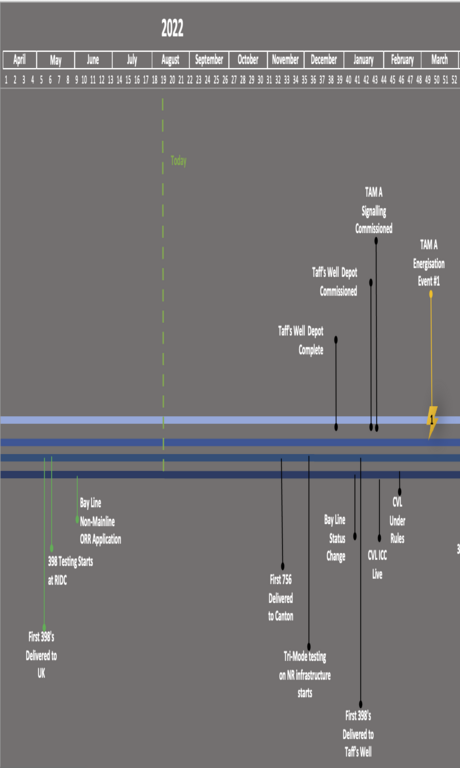 2022
April May June July August September October November December January February March
1 2 3 4 5 6 7 8 9 10 11 12 13 14 15 16 17 18 19 20 21 22 23 24 25 26 27 28 29 30 31 32 33 34 35 36 37 38 39 40 41 42 43 44 45 46 47 48 49 50 51 52
Today
TAM A
Signalling
Commissioned
TAM A
Energisation
Event #1
Taff's Well Depot
Commissioned
Taff's Well Depot
Complete
1
Bay Line
Non-Mainline
ORR Application
398 Testing Starts
at RIDC
First 398's
Delivered to
UK
CVL
Under
Rules
Bay Line
Status
Change
CVL ICC
Live
3
First 756
Delivered
to Canton
Tri-Mode testing
on NR infrastructure
starts
First 398's
Delivered to
Taff's Well